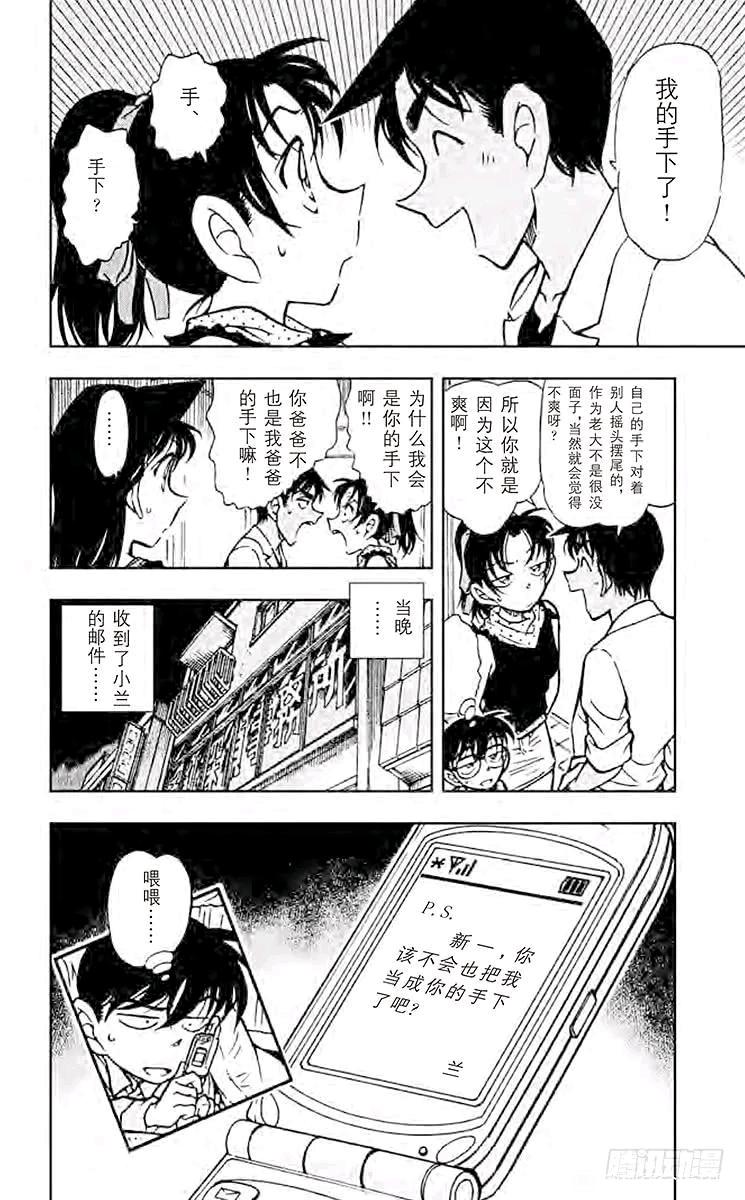 我的手下了！
手、
手下？
自己的手下对着
别人摇头摆尾的，
作为老大不是很没
面子，当然就会觉得
不爽呀？
所以你就是
因为这个不
爽啊！
为什么我会
是你的手下
啊!!
你爸爸不
也是我爸爸
的手下嘛！
……
当晚
……
收到了小兰
的邮件……
P.S.
新一，你
该不会也把我
当成你的手下
了吧？
兰
喂喂
……
腾讯动漫